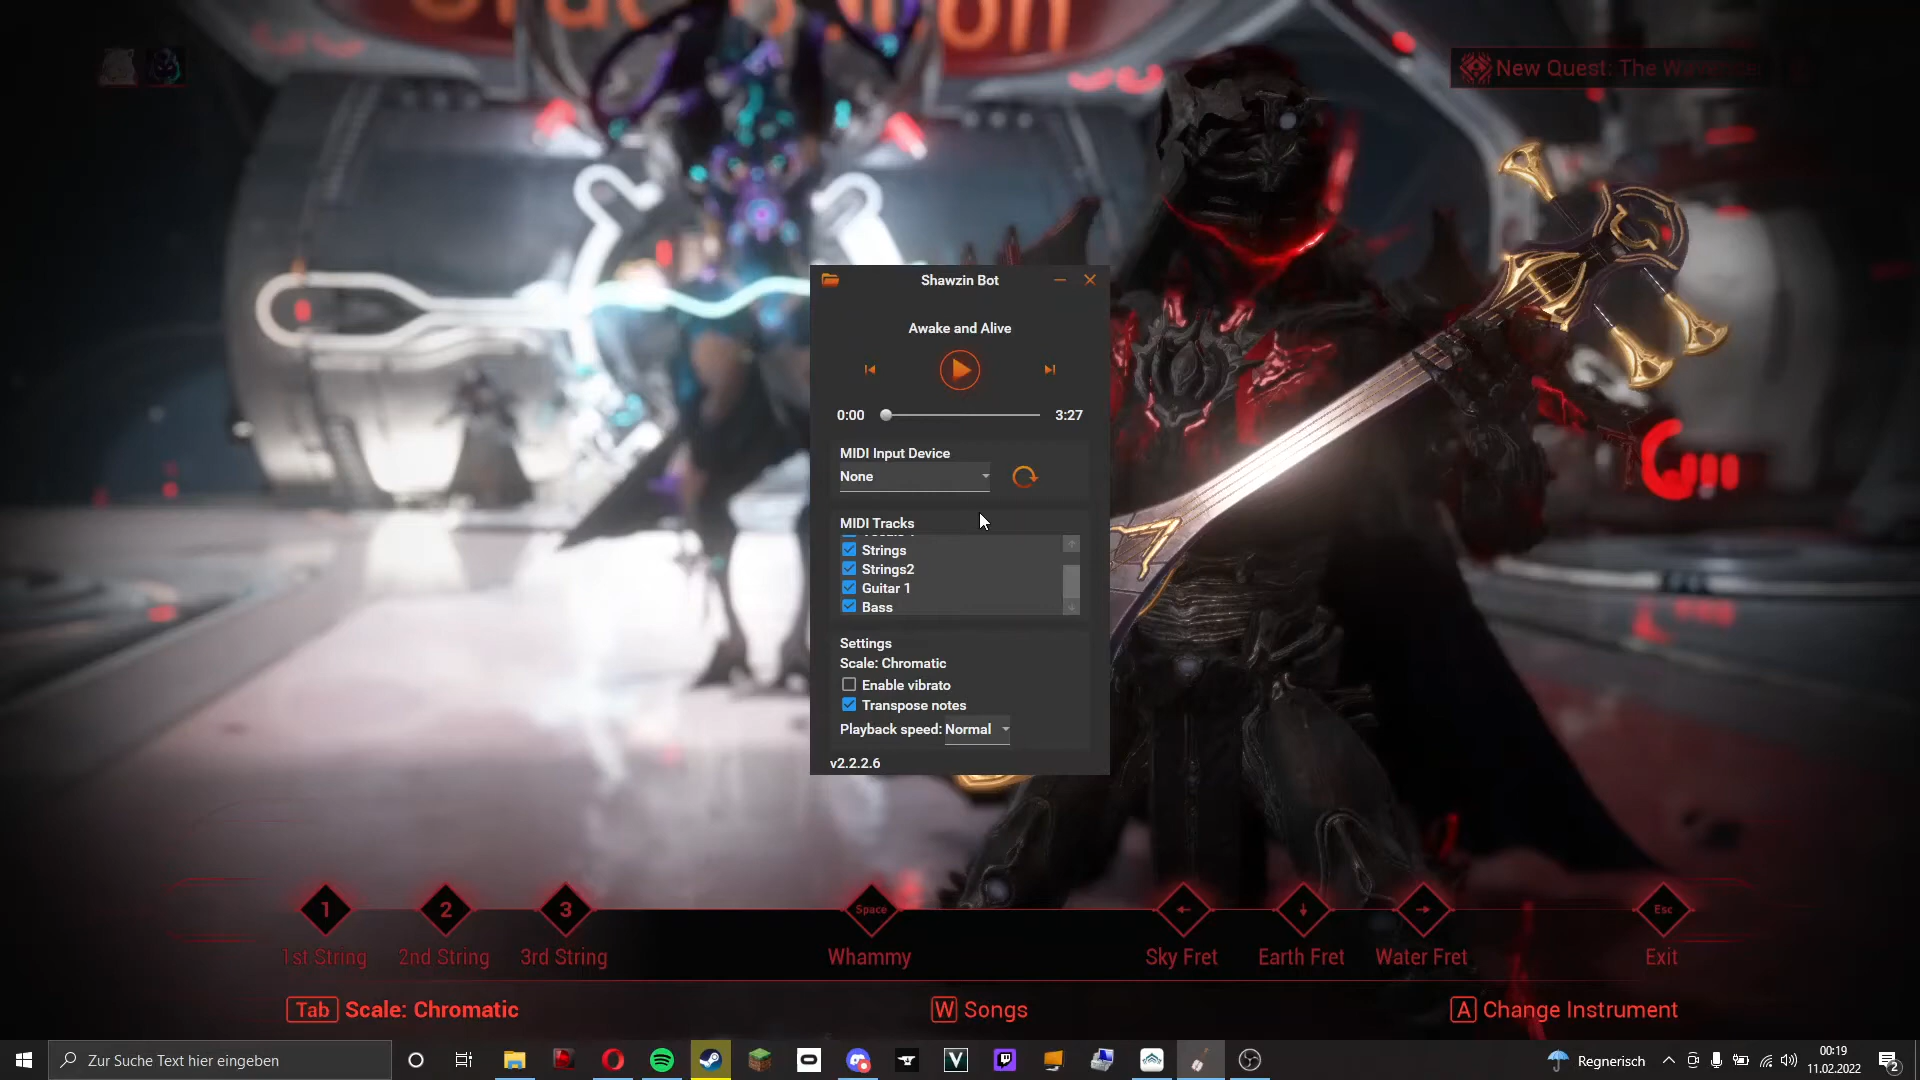 New Quest: The
Shawzin Bot
Awake and Alive
0:00
3:27
MIDI Input Device
None
MIDI Tracks
Strings
Strings2
Guitar 1
Bass
Settings
Scale: Chromatic
Enable vibrato
Transpose notes
Playback speed: Normal
v2.2.2.6
1
2
3
Space
Esc
1st String
2nd String
3rd String
Whammy
Sky Fret
Earth Fret
Water Fret
Exit
Tab Scale: Chromatic
W Songs
A Change Instrument
Zur Suche Text hier eingeben
Regnerisch
00:19
11.02.2022
2